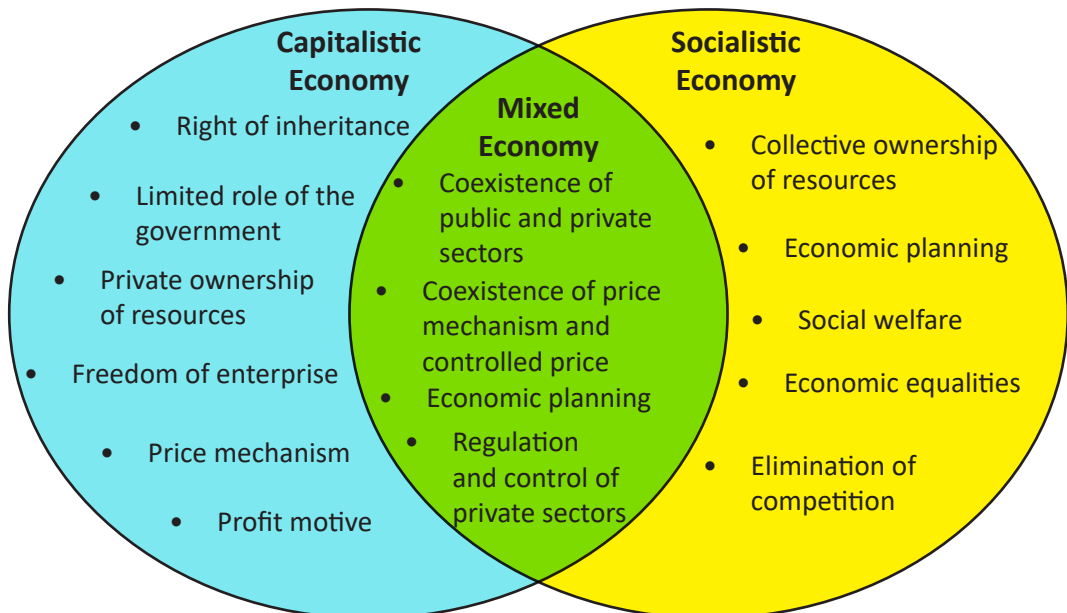 Capitalistic
Economy
• Right of inheritance
• Limited role of the
government
• Private ownership
of resources
• Freedom of enterprise
• Price mechanism
• Profit motive
Mixed
Economy
• Coexistence of
public and private
sectors
• Coexistence of price
mechanism and
controlled price
• Economic planning
• Regulation
and control of
private sectors
Socialistic
Economy
• Collective ownership
of resources
• Economic planning
• Social welfare
• Economic equalities
• Elimination of
competition